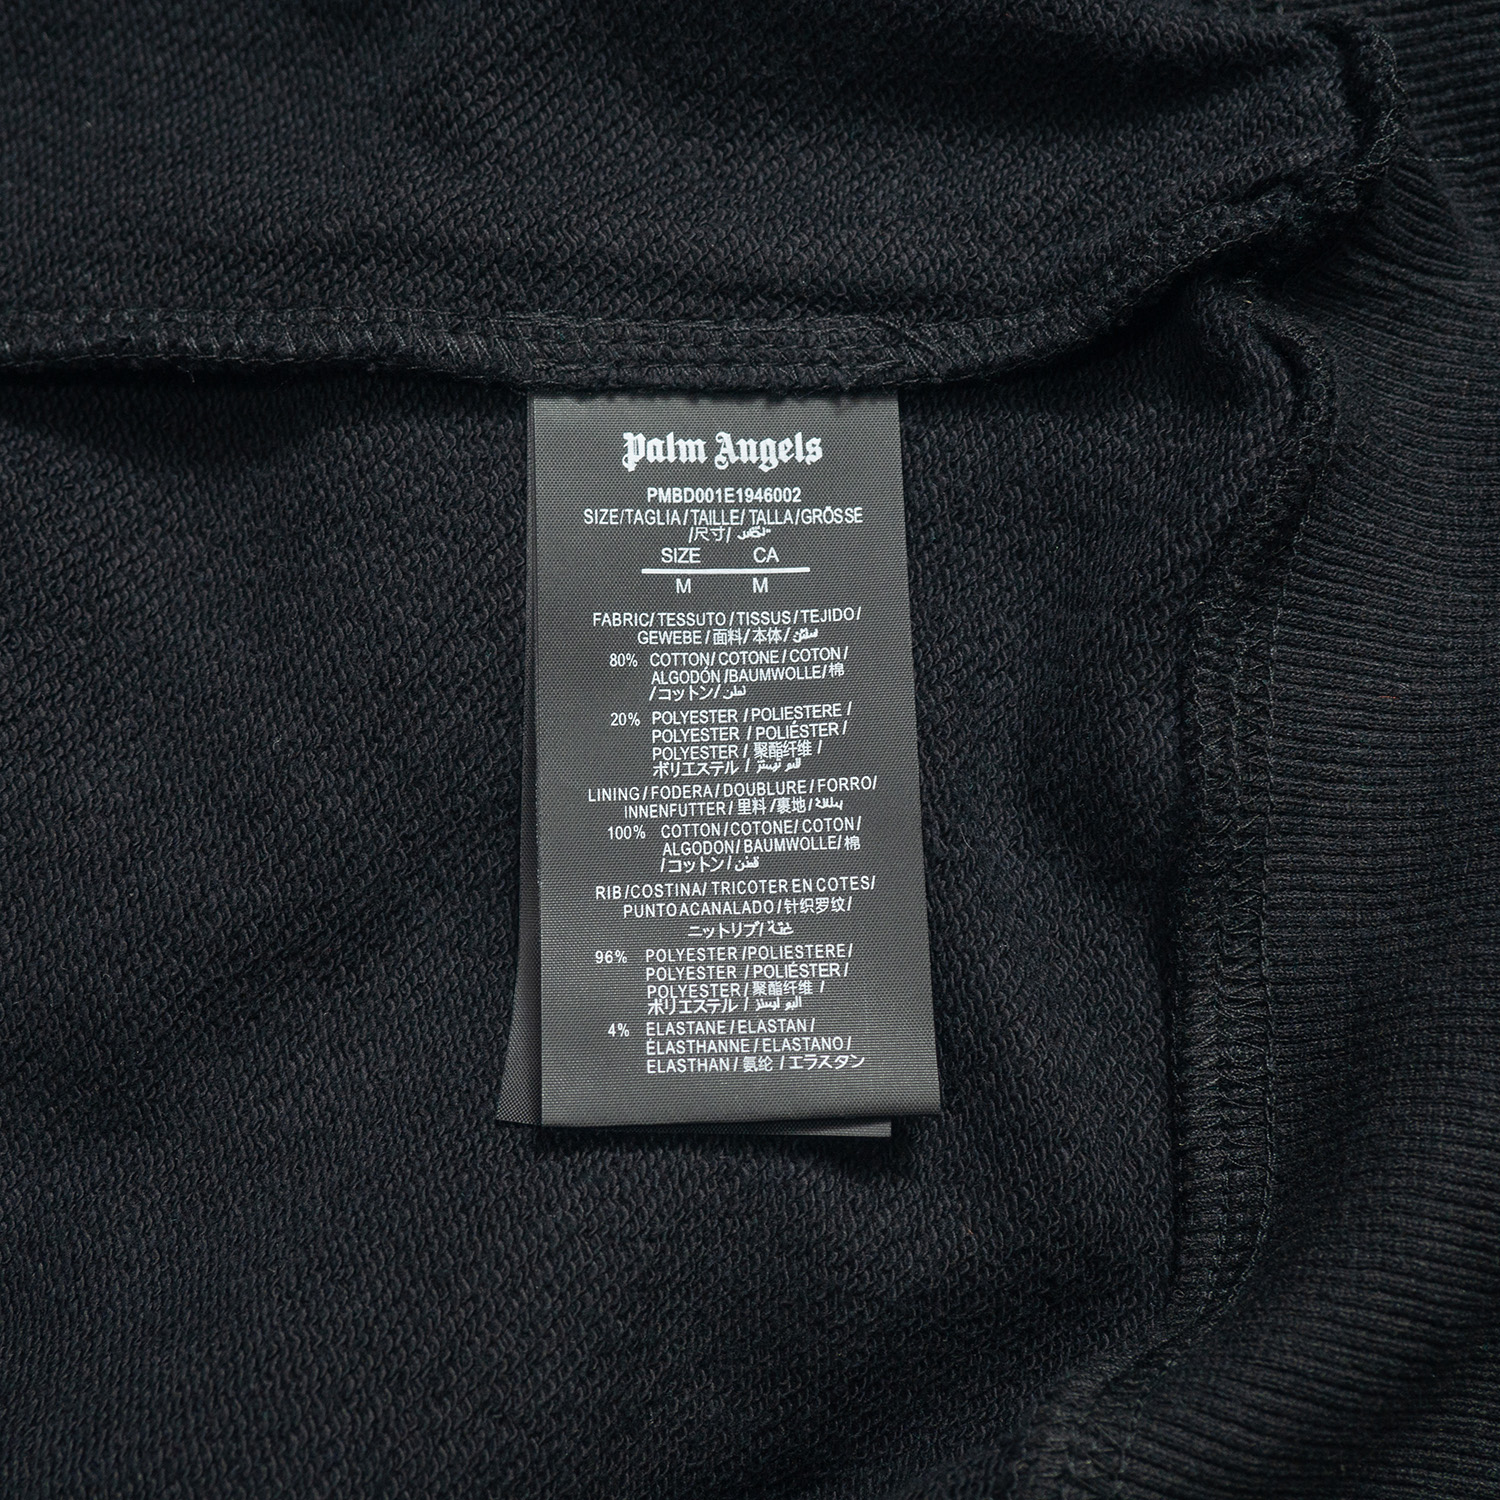 Palm Angels
PMBD001E1946002
SIZE/TAGLIA/TAILLE/TALLA/GRÖSSE
/尺寸/
SIZE CA
M M
FABRIC/TESSUTO/TISSUS/TEJIDO/
GEWEBE/面料/本体/
80% COTTON/COTONE/COTON/
ALGODÓN/BAUMWOLLE/棉
/コットン/قطن
20% POLYESTER/POLIESTERE/
POLYESTER/POLIÉSTER/
POLYESTER/聚酯纤维/
ポリエステル/
LINING/FODERA/DOUBLURE/FORRO/
INNENFUTTER/里料/裏地/
100% COTTON/COTONE/COTON/
ALGODON/BAUMWOLLE/棉
/コットン/قطن
RIB/COSTINA/TRICOTER EN COTES/
PUNTO ACANALADO/针织罗纹/
ニットリブ/
96% POLYESTER/POLIESTERE/
POLYESTER/POLIÉSTER/
POLYESTER/聚酯纤维/
ポリエステル/
4% ELASTANE/ELASTAN/
ÉLASTHANNE/ELASTANO/
ELASTHAN/氨纶/エラスタン